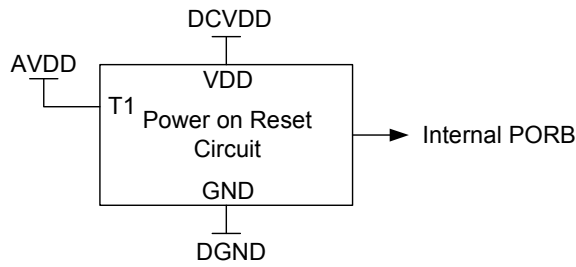 DCVDD
AVDD
VDD
T1
Power on Reset
Circuit
Internal PORB
GND
DGND